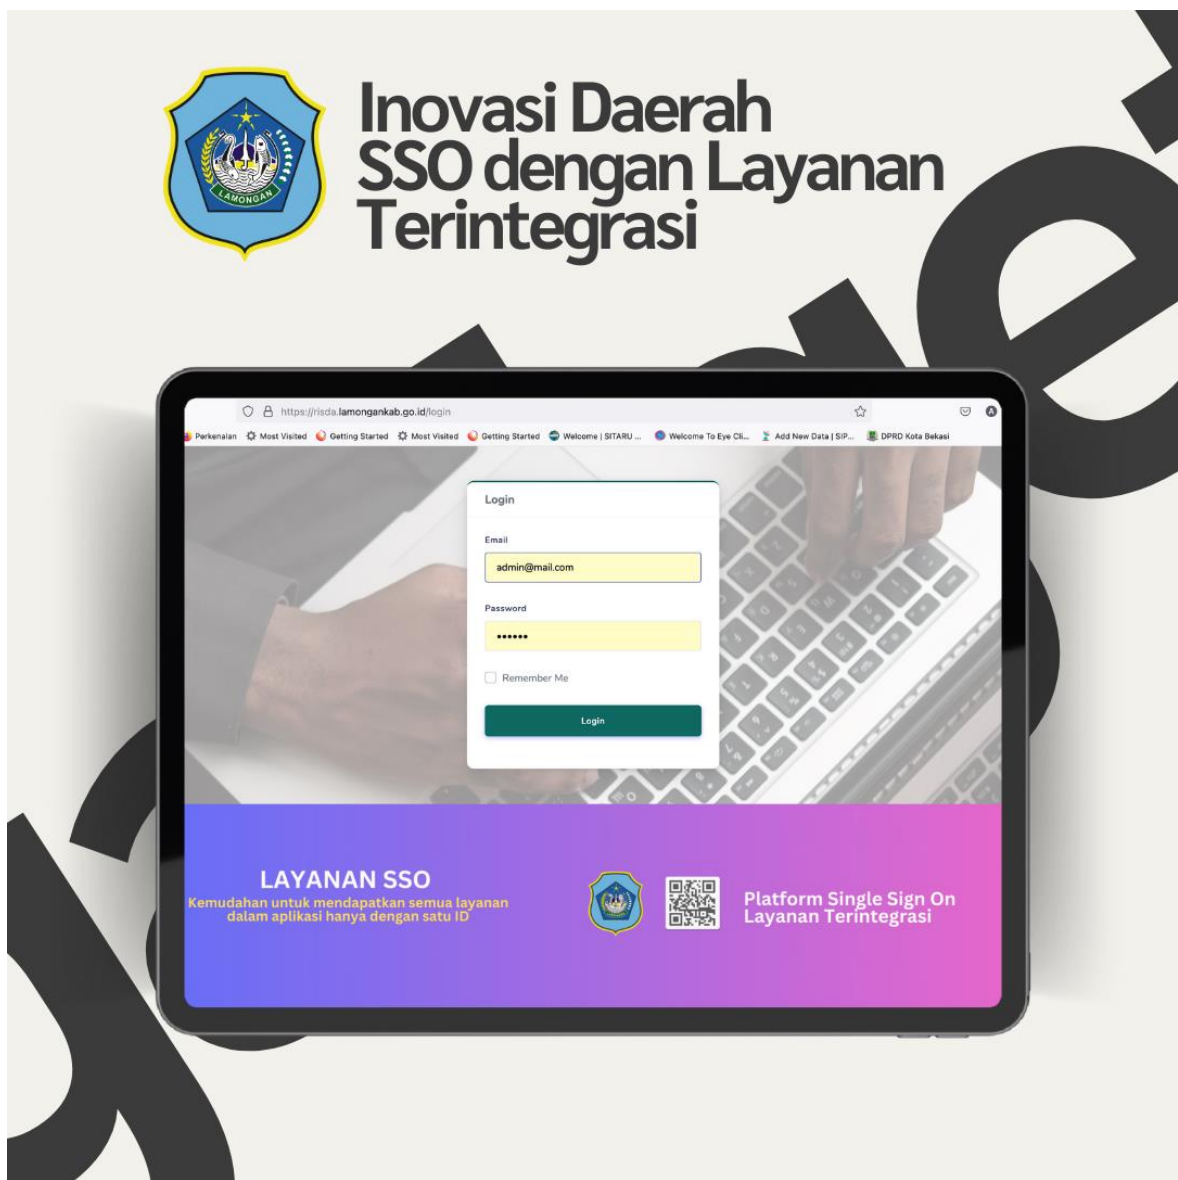 LAMONGAN
Inovasi Daerah
SSO dengan Layanan
Terintegrasi
https://risda.lamongankab.go.id/login
Perkenalan Most Visited Getting Started Most Visited Getting Started Welcome | SITARU ... Welcome To Eye Cli... Add New Data | SIP... DPRD Kota Bekasi
Login
Email
admin@mail.com
Password
••••••
Remember Me
Login
LAYANAN SSO
Kemudahan untuk mendapatkan semua layanan
dalam aplikasi hanya dengan satu ID
Platform Single Sign On
Layanan Terintegrasi